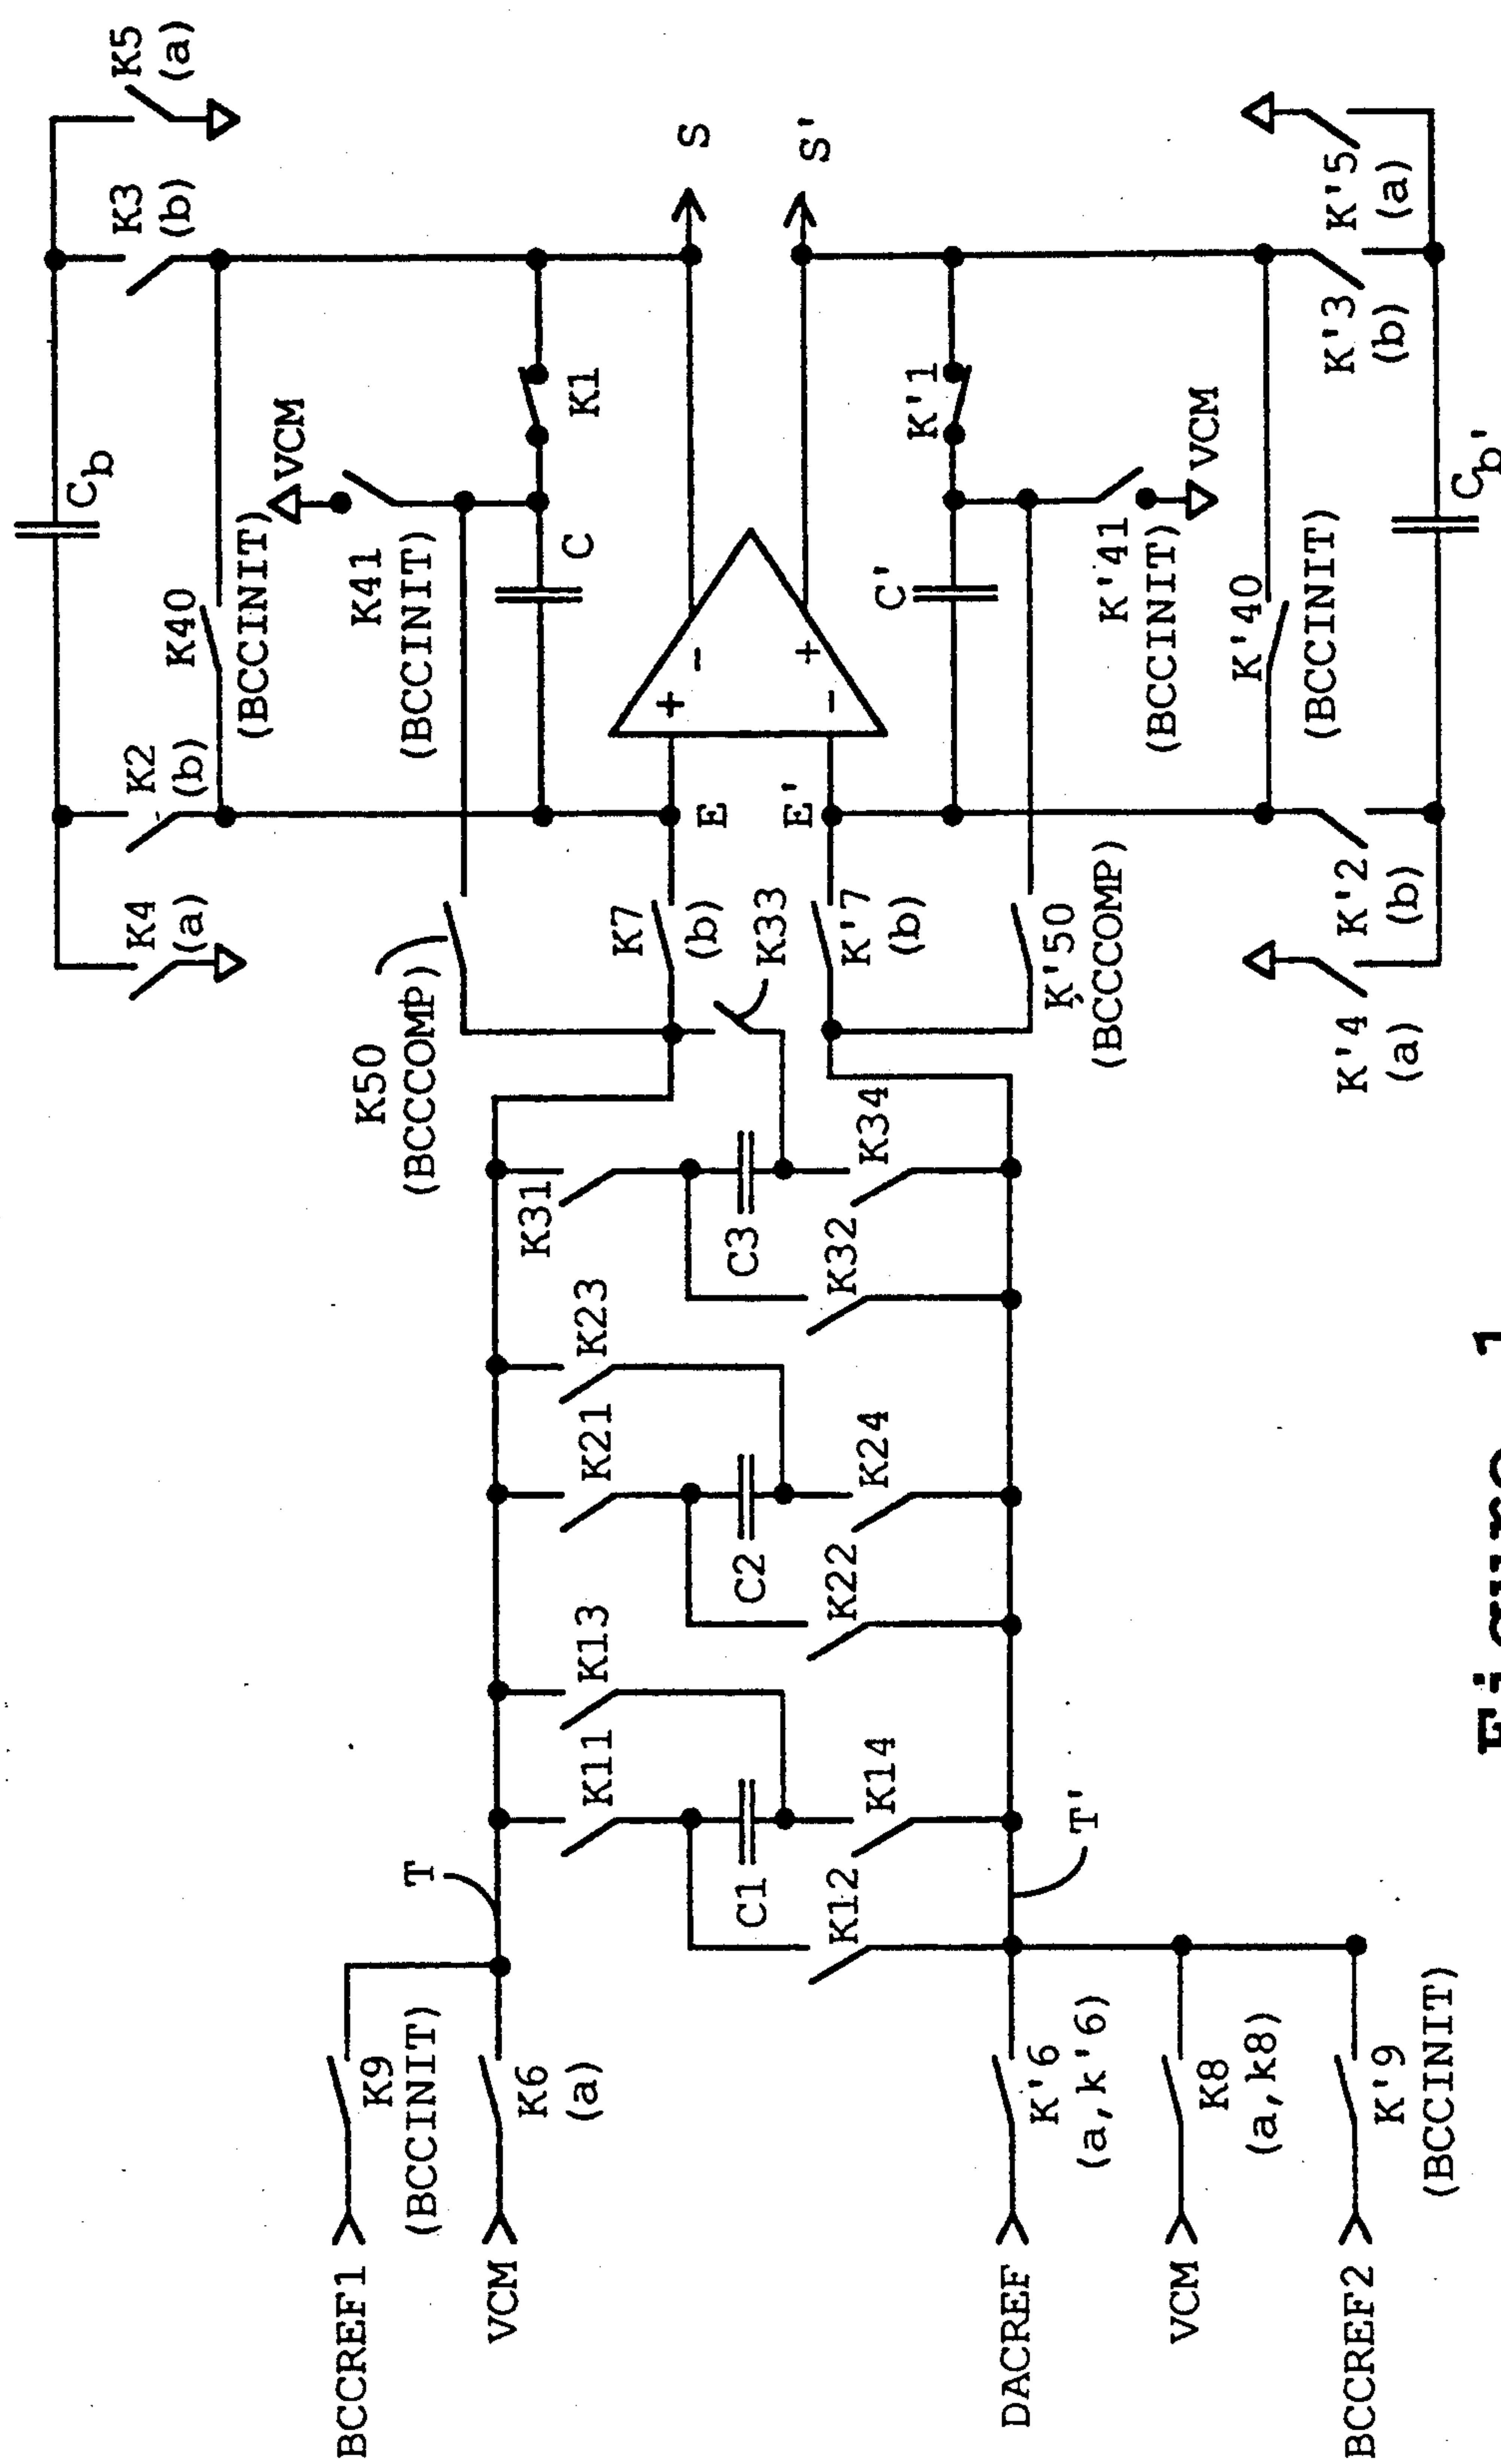 BCCREF1
K9
(BCCINIT)
VCM
K6
(a)
T
DACREF
K'6
(a,k'6)
VCM
K8
(a,k8)
BCCREF2
K'9
(BCCINIT)
T'
K11
K13
C1
K12
K14
K21
K23
C2
K22
K24
K31
C3
K32
K34
K33
K50
(BCCCOMP)
K7
(b)
K'7
(b)
K'50
(BCCCOMP)
K4
(a)
K2
(b)
Cb
K3
(b)
K5
(a)
K40
(BCCINIT)
K41
(BCCINIT)
VCM
C
K1
E
E'
+
-
-
+
S
S'
C'
K'1
K'41
(BCCINIT)
VCM
K'40
(BCCINIT)
K'4
(a)
K'2
(b)
Cb'
K'3
(b)
K'5
(a)
Figure 1